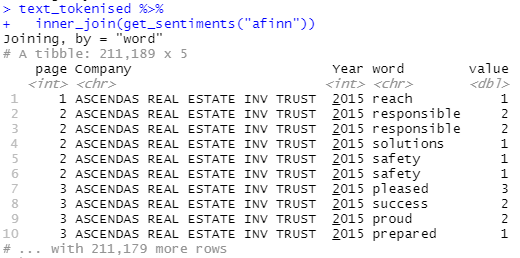 > text_tokenised %>%
+   inner_join(get_sentiments("afinn"))
Joining, by = "word"
# A tibble: 211,189 x 5
    page Company                          Year word        value
   <int> <chr>                           <int> <chr>       <dbl>
 1     1 ASCENDAS REAL ESTATE INV TRUST   2015 reach           1
 2     2 ASCENDAS REAL ESTATE INV TRUST   2015 responsible     2
 3     2 ASCENDAS REAL ESTATE INV TRUST   2015 responsible     2
 4     2 ASCENDAS REAL ESTATE INV TRUST   2015 solutions       1
 5     2 ASCENDAS REAL ESTATE INV TRUST   2015 safety          1
 6     2 ASCENDAS REAL ESTATE INV TRUST   2015 safety          1
 7     3 ASCENDAS REAL ESTATE INV TRUST   2015 pleased         3
 8     3 ASCENDAS REAL ESTATE INV TRUST   2015 success         2
 9     3 ASCENDAS REAL ESTATE INV TRUST   2015 proud           2
10     3 ASCENDAS REAL ESTATE INV TRUST   2015 prepared        1
# ... with 211,179 more rows